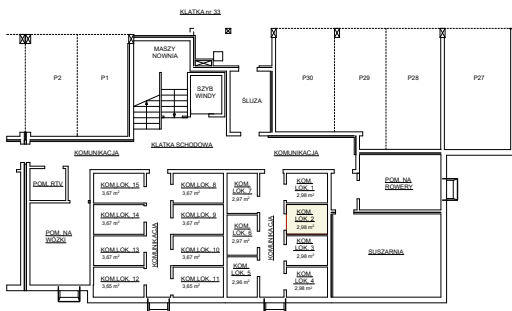 KLATKA nr 33
MASZY
NOWNIA
P2
P1
P30
P29
P28
P27
SZYB
WINDY
ŚLUZA
KLATKA SCHODOWA
KOMUNIKACJA
KOMUNIKACJA
POM. RTV
KOM.LOK. 15
3,67 m²
KOM.LOK. 8
3,67 m²
KOM.
LOK. 7
2,97 m²
KOM.
LOK. 1
2,98 m²
POM. NA
ROWERY
KOM.LOK. 14
3,67 m²
KOM.LOK. 9
3,67 m²
KOM.
LOK. 6
2,97 m²
KOM.
LOK. 2
2,98 m²
POM. NA
WÓZKI
KOMUNIKACJA
KOMUNIKACJA
KOM.LOK. 13
3,67 m²
KOM.LOK. 10
3,67 m²
KOM.
LOK. 3
2,98 m²
SUSZARNIA
KOM.LOK. 12
3,65 m²
KOM.LOK. 11
3,65 m²
KOM.
LOK. 5
2,96 m²
KOM.
LOK. 4
2,98 m²